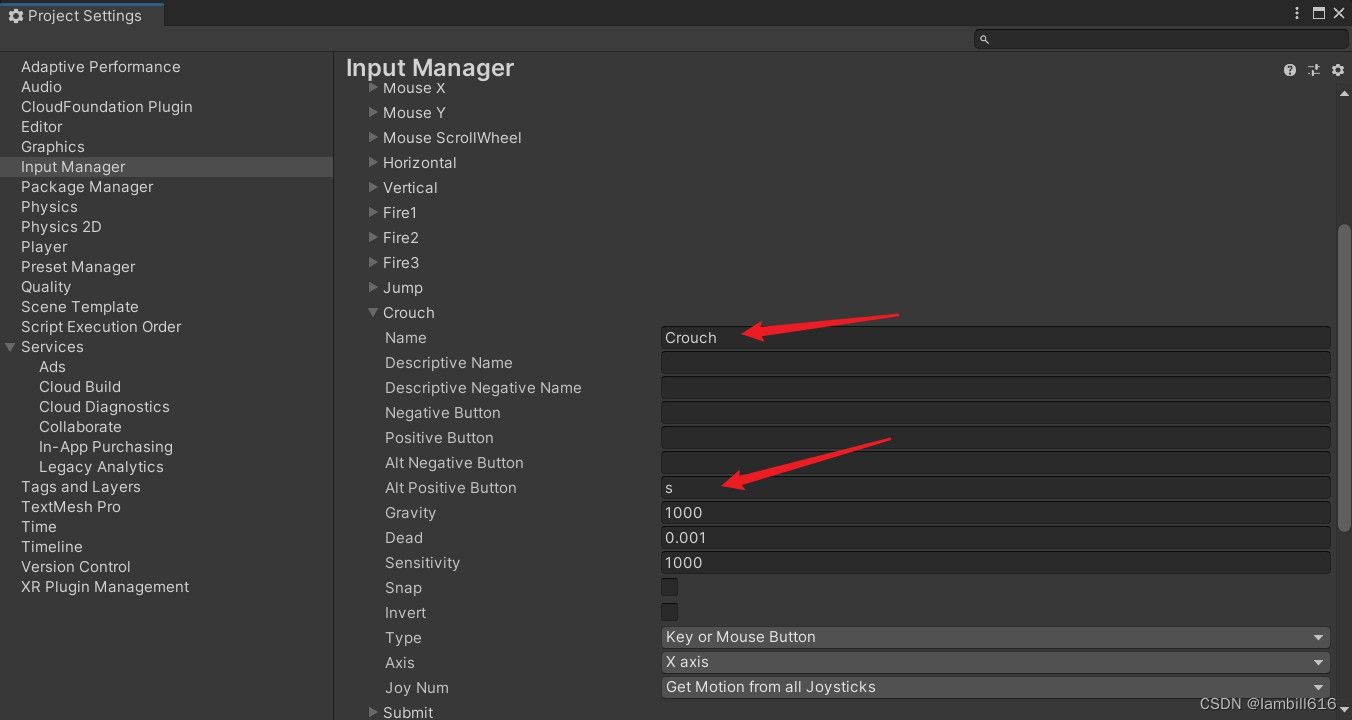 Project Settings
Adaptive Performance
Audio
CloudFoundation Plugin
Editor
Graphics
Input Manager
Package Manager
Physics
Physics 2D
Player
Preset Manager
Quality
Scene Template
Script Execution Order
Services
Ads
Cloud Build
Cloud Diagnostics
Collaborate
In-App Purchasing
Legacy Analytics
Tags and Layers
TextMesh Pro
Time
Timeline
Version Control
XR Plugin Management
Input Manager
Mouse X
Mouse Y
Mouse ScrollWheel
Horizontal
Vertical
Fire1
Fire2
Fire3
Jump
Crouch
Name Crouch
Descriptive Name
Descriptive Negative Name
Negative Button
Positive Button
Alt Negative Button
Alt Positive Button s
Gravity 1000
Dead 0.001
Sensitivity 1000
Snap
Invert
Type Key or Mouse Button
Axis X axis
Joy Num Get Motion from all Joysticks
Submit
CSDN @Iambill616